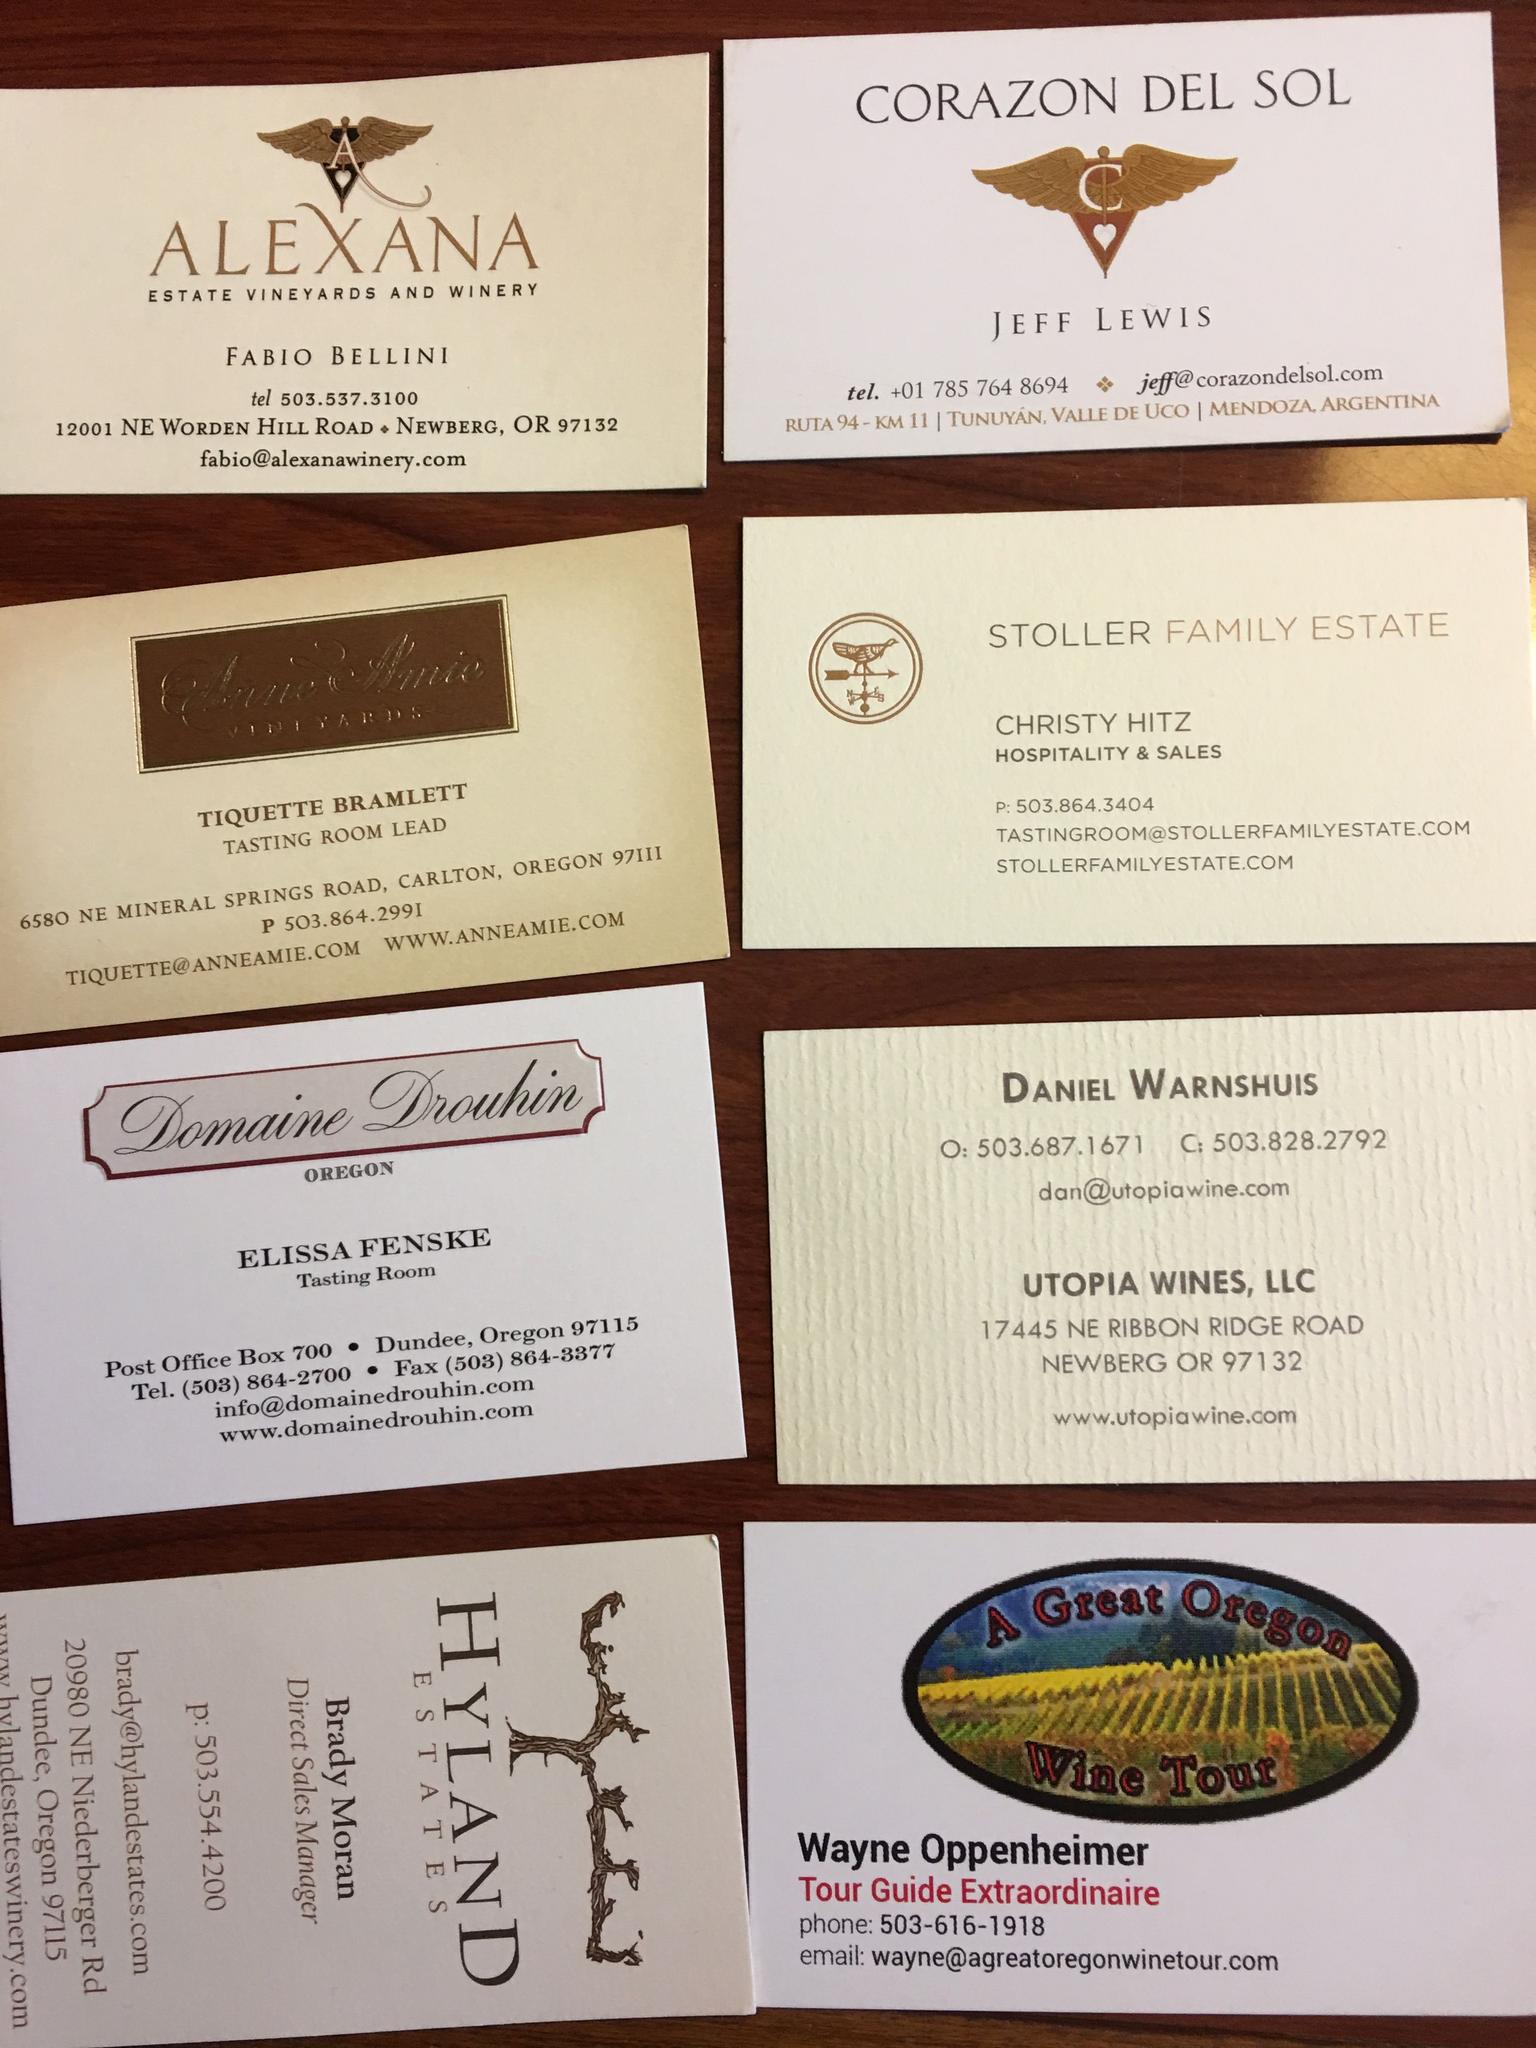 A
ALEXANA
ESTATE VINEYARDS AND WINERY
FABIO BELLINI
tel 503.537.3100
12001 NE WORDEN HILL ROAD ⬩ NEWBERG, OR 97132
fabio@alexanawinery.com
CORAZON DEL SOL
C
JEFF LEWIS
tel. +01 785 764 8694 ❖ jeff@corazondelsol.com
RUTA 94 - KM 11 | TUNUYÁN, VALLE DE UCO | MENDOZA, ARGENTINA
Anne Amie
VINEYARDS
TIQUETTE BRAMLETT
TASTING ROOM LEAD
6580 NE MINERAL SPRINGS ROAD, CARLTON, OREGON 97111
P 503.864.2991
TIQUETTE@ANNEAMIE.COM WWW.ANNEAMIE.COM
STOLLER FAMILY ESTATE
N E
W S
CHRISTY HITZ
HOSPITALITY & SALES
P: 503.864.3404
TASTINGROOM@STOLLERFAMILYESTATE.COM
STOLLERFAMILYESTATE.COM
Domaine Drouhin
OREGON
ELISSA FENSKE
Tasting Room
Post Office Box 700 • Dundee, Oregon 97115
Tel. (503) 864-2700 • Fax (503) 864-3377
info@domainedrouhin.com
www.domainedrouhin.com
DANIEL WARNSHUIS
O: 503.687.1671 C: 503.828.2792
dan@utopiawine.com
UTOPIA WINES, LLC
17445 NE RIBBON RIDGE ROAD
NEWBERG OR 97132
www.utopiawine.com
HYLAND
ESTATES
Brady Moran
Direct Sales Manager
p: 503.554.4200
brady@hylandestates.com
20980 NE Niederberger Rd
Dundee, Oregon 97115
www.hylandestateswinery.com
A Great Oregon
Wine Tour
Wayne Oppenheimer
Tour Guide Extraordinaire
phone: 503-616-1918
email: wayne@agreatoregonwinetour.com